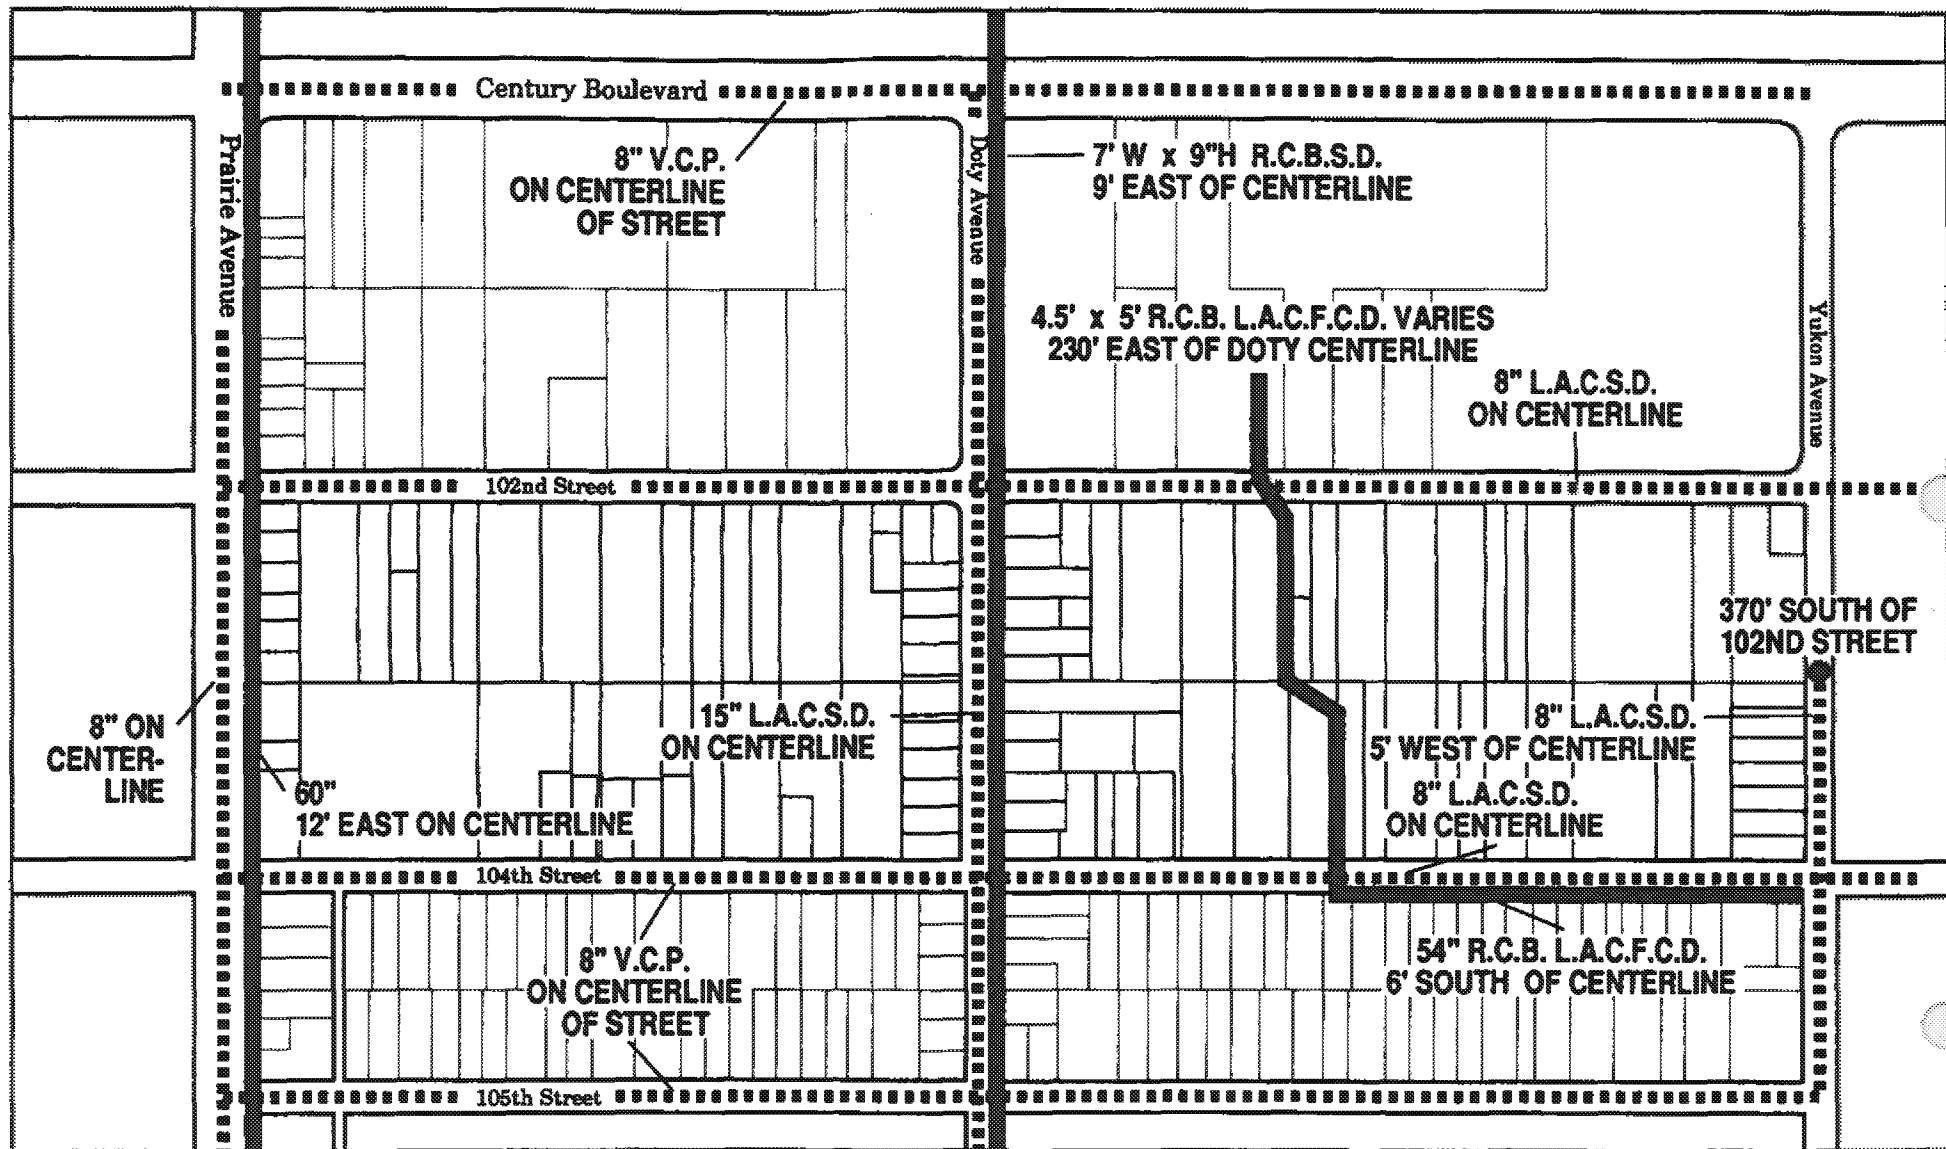 Century Boulevard
Prairie Avenue
8" V.C.P.
ON CENTERLINE
OF STREET
Doty Avenue
7' W x 9"H R.C.B.S.D.
9' EAST OF CENTERLINE
4.5' x 5' R.C.B. L.A.C.F.C.D. VARIES
230' EAST OF DOTY CENTERLINE
Yukon Avenue
8" L.A.C.S.D.
ON CENTERLINE
102nd Street
370' SOUTH OF
102ND STREET
8" ON
CENTER-
LINE
15" L.A.C.S.D.
ON CENTERLINE
8" L.A.C.S.D.
5' WEST OF CENTERLINE
60"
12' EAST ON CENTERLINE
8" L.A.C.S.D.
ON CENTERLINE
104th Street
8" V.C.P.
ON CENTERLINE
OF STREET
54" R.C.B. L.A.C.F.C.D.
6' SOUTH OF CENTERLINE
105th Street